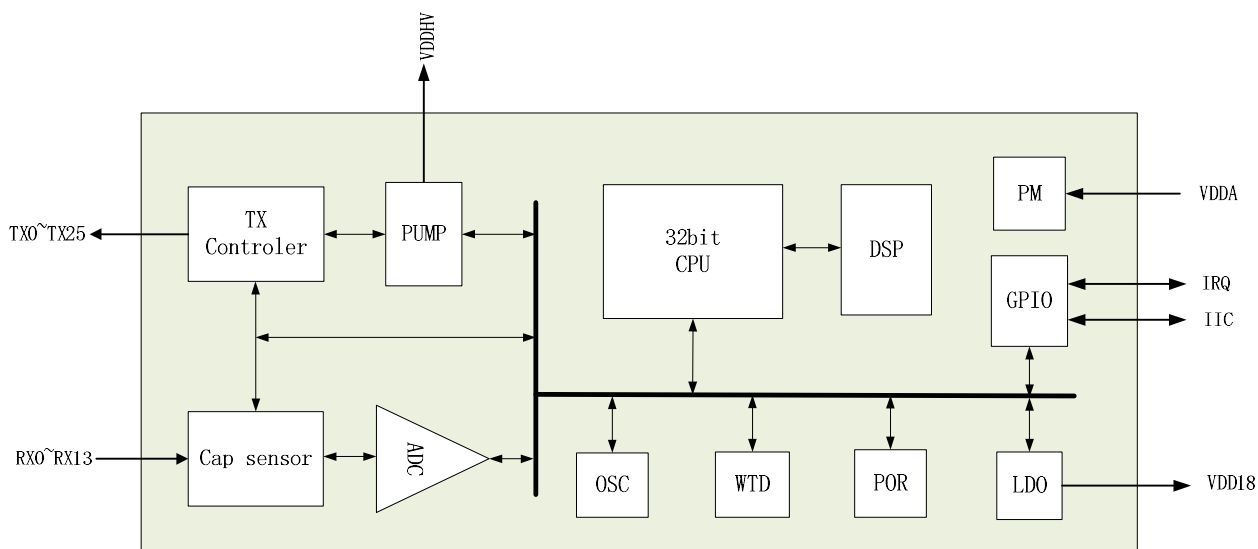 VDDHV
TX0~TX25
TX
Controler
PUMP
32bit
CPU
DSP
PM
VDDA
GPIO
IRQ
IIC
RX0~RX13
Cap sensor
ADC
OSC
WTD
POR
LDO
VDD18